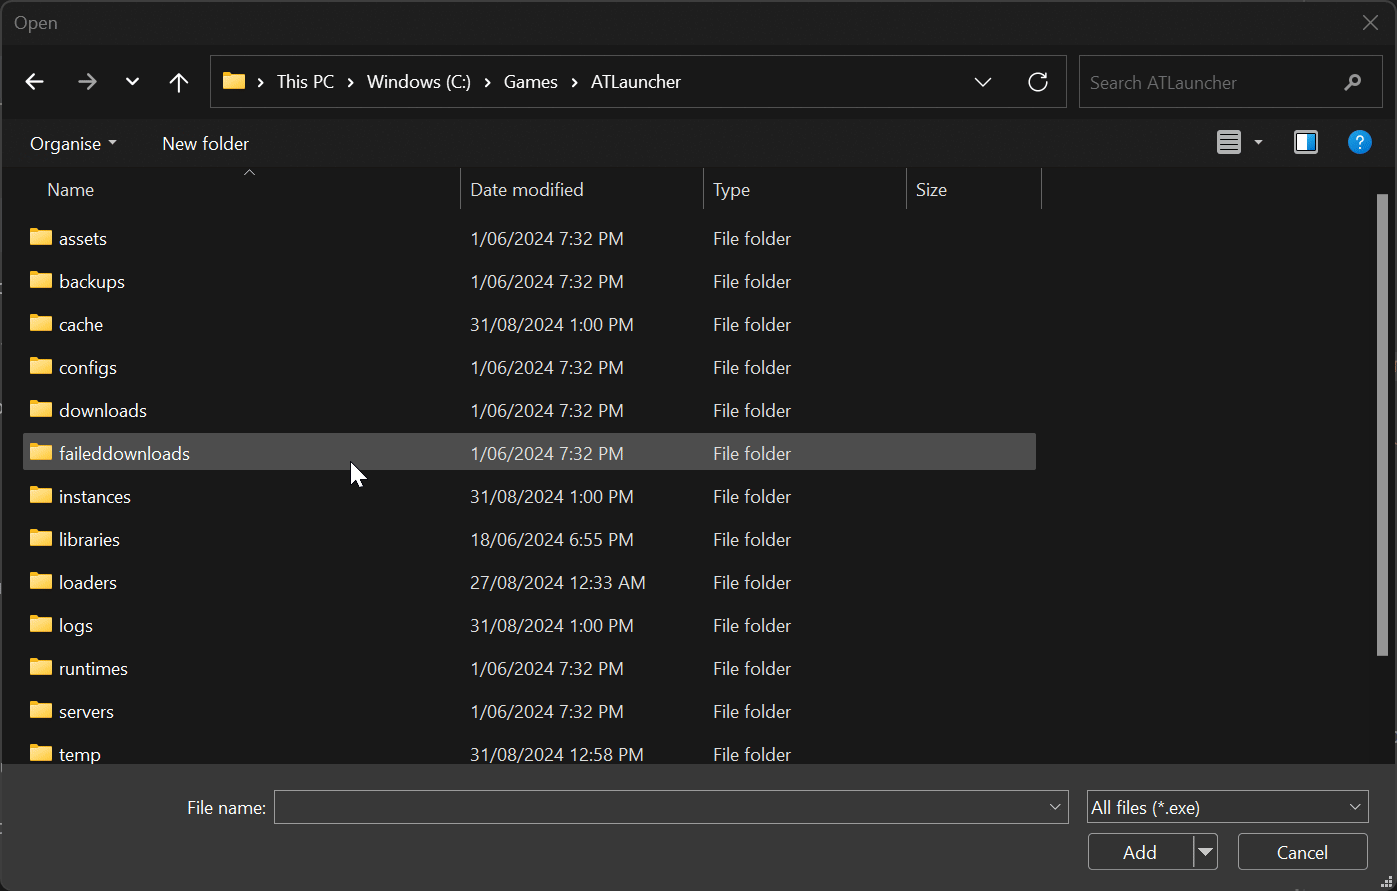 Open
This PC > Windows (C:) > Games > ATLauncher
Search ATLauncher
Organise New folder
?
Name Date modified Type Size
assets 1/06/2024 7:32 PM File folder
backups 1/06/2024 7:32 PM File folder
cache 31/08/2024 1:00 PM File folder
configs 1/06/2024 7:32 PM File folder
downloads 1/06/2024 7:32 PM File folder
faileddownloads 1/06/2024 7:32 PM File folder
instances 31/08/2024 1:00 PM File folder
libraries 18/06/2024 6:55 PM File folder
loaders 27/08/2024 12:33 AM File folder
logs 31/08/2024 1:00 PM File folder
runtimes 1/06/2024 7:32 PM File folder
servers 1/06/2024 7:32 PM File folder
temp 31/08/2024 12:58 PM File folder
File name: All files (*.exe)
Add Cancel